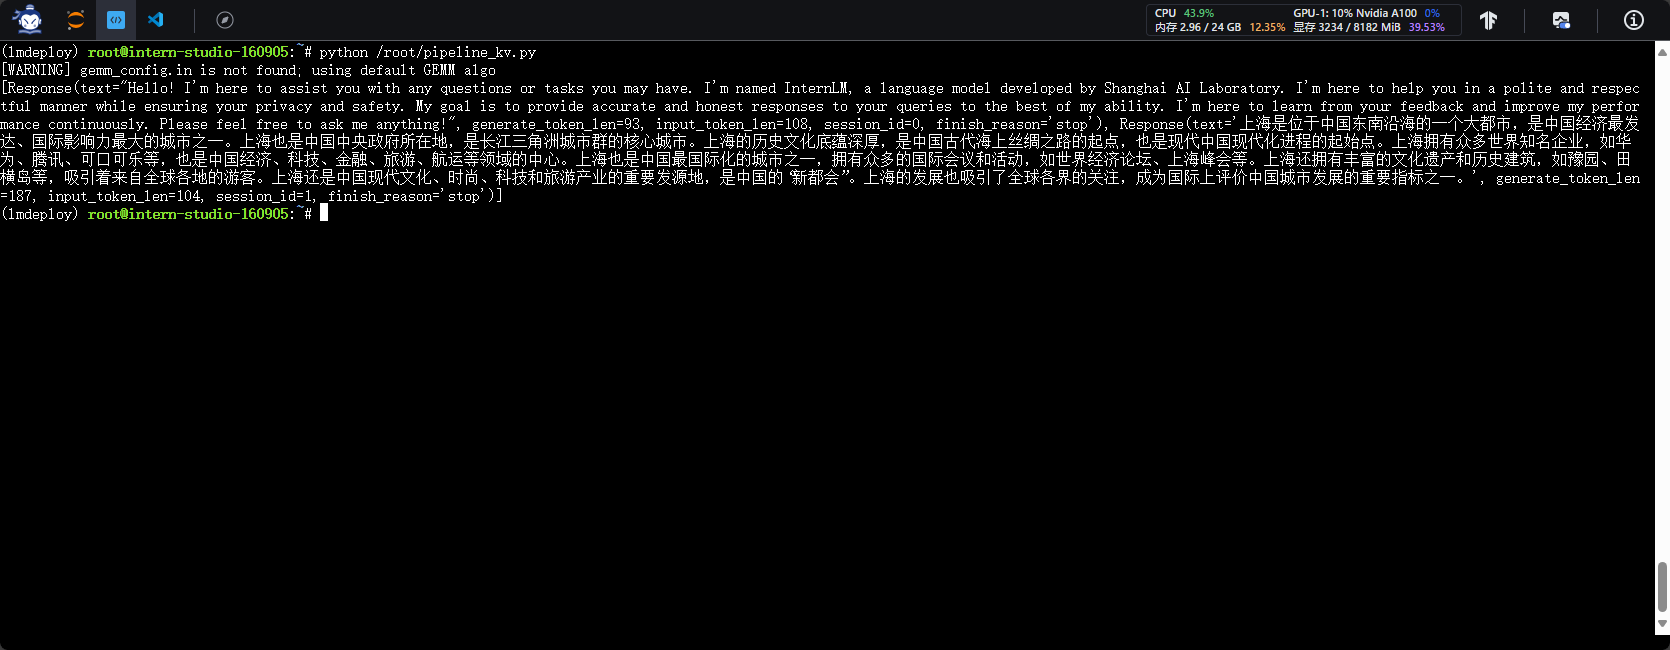 CPU 43.9% GPU-1: 10% Nvidia A100 0%
内存 2.96 / 24 GB 12.35% 显存 3234 / 8182 MiB 39.53%
(lmdeploy) root@intern-studio-160905:~# python /root/pipeline_kv.py
[WARNING] gemm_config.in is not found; using default GEMM algo
[Response(text="Hello! I'm here to assist you with any questions or tasks you may have. I'm named InternLM, a language model developed by Shanghai AI Laboratory. I'm here to help you in a polite and respec
tful manner while ensuring your privacy and safety. My goal is to provide accurate and honest responses to your queries to the best of my ability. I'm here to learn from your feedback and improve my perfor
mance continuously. Please feel free to ask me anything!", generate_token_len=93, input_token_len=108, session_id=0, finish_reason='stop'), Response(text='上海是位于中国东南沿海的一个大都市，是中国经济最发
达、国际影响力最大的城市之一。上海也是中国中央政府所在地，是长江三角洲城市群的核心城市。上海的历史文化底蕴深厚，是中国古代海上丝绸之路的起点，也是现代中国现代化进程的起始点。上海拥有众多世界知名企业，如华
为、腾讯、可口可乐等，也是中国经济、科技、金融、旅游、航运等领域的中心。上海也是中国最国际化的城市之一，拥有众多的国际会议和活动，如世界经济论坛、上海峰会等。上海还拥有丰富的文化遗产和历史建筑，如豫园、田
横岛等，吸引着来自全球各地的游客。上海还是中国现代文化、时尚、科技和旅游产业的重要发源地，是中国的“新都会”。上海的发展也吸引了全球各界的关注，成为国际上评价中国城市发展的重要指标之一。', generate_token_len
=187, input_token_len=104, session_id=1, finish_reason='stop')]
(lmdeploy) root@intern-studio-160905:~#